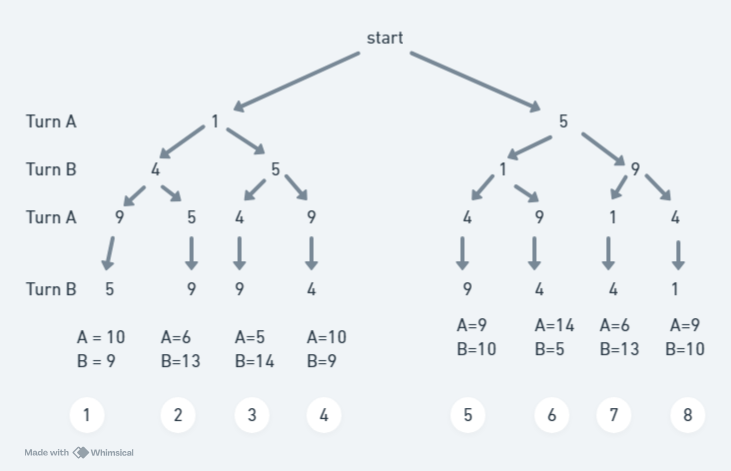 start
Turn A 1 5
Turn B 4 5 1 9
Turn A 9 5 4 9 4 9 1 4
Turn B 5 9 9 4 9 4 4 1
A = 10 A=6 A=5 A=10 A=9 A=14 A=6 A=9
B = 9 B=13 B=14 B=9 B=10 B=5 B=13 B=10
1 2 3 4 5 6 7 8
Made with Whimsical